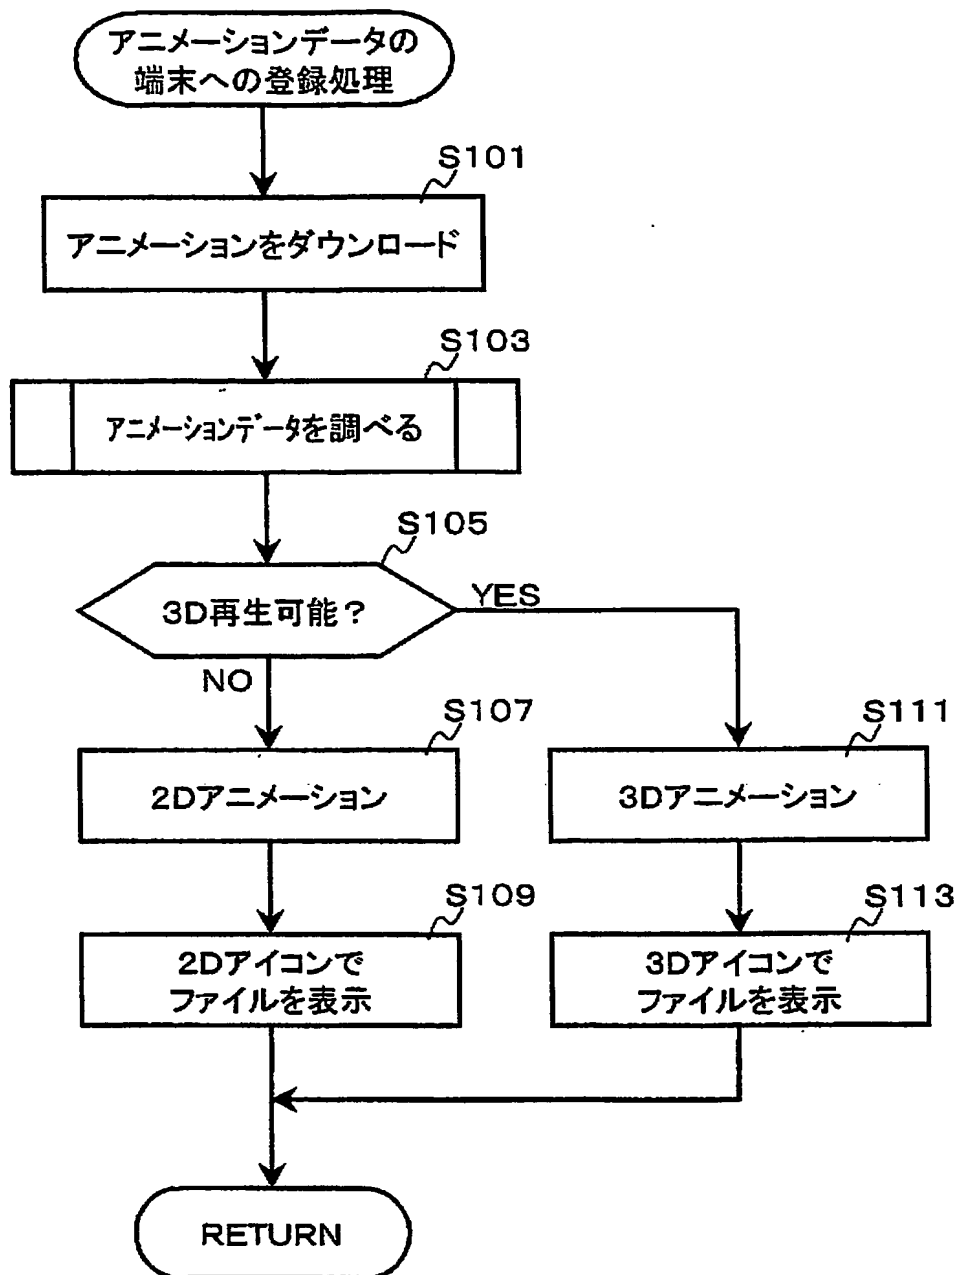 アニメーションデータの
端末への登録処理
S101
アニメーションをダウンロード
S103
アニメーションデータを調べる
S105
3D再生可能？
YES
NO
S107
2Dアニメーション
S111
3Dアニメーション
S109
2Dアイコンで
ファイルを表示
S113
3Dアイコンで
ファイルを表示
RETURN